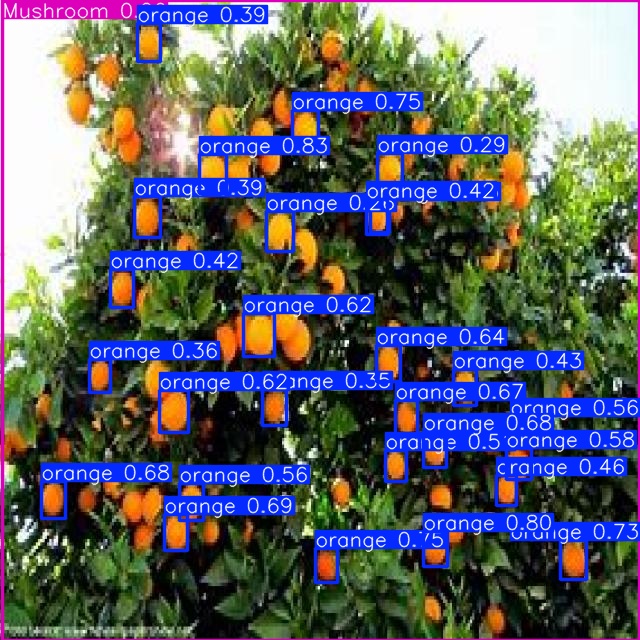 Mushroom
orange 0.39
orange 0.75
orange 0.83
orange 0.29
orange 0.39
orange 0.42
orange
orange 0.42
orange 0.62
orange 0.64
orange 0.36
orange 0.43
orange 0.62
0.35
orange 0.67
orange 0.56
orange 0.68
orange 0.5
orange 0.58
orange 0.46
orange 0.68
orange 0.56
orange 0.69
orange 0.80
orange 0.73
orange 0.75